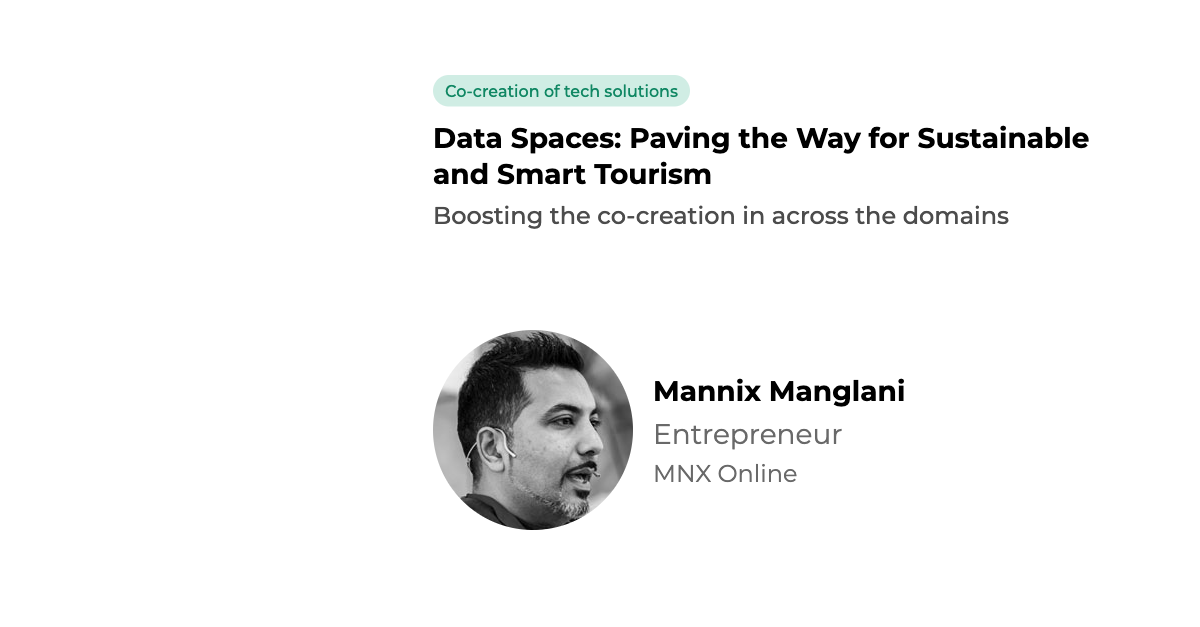 Co-creation of tech solutions
Data Spaces: Paving the Way for Sustainable
and Smart Tourism
Boosting the co-creation in across the domains
Mannix Manglani
Entrepreneur
MNX Online